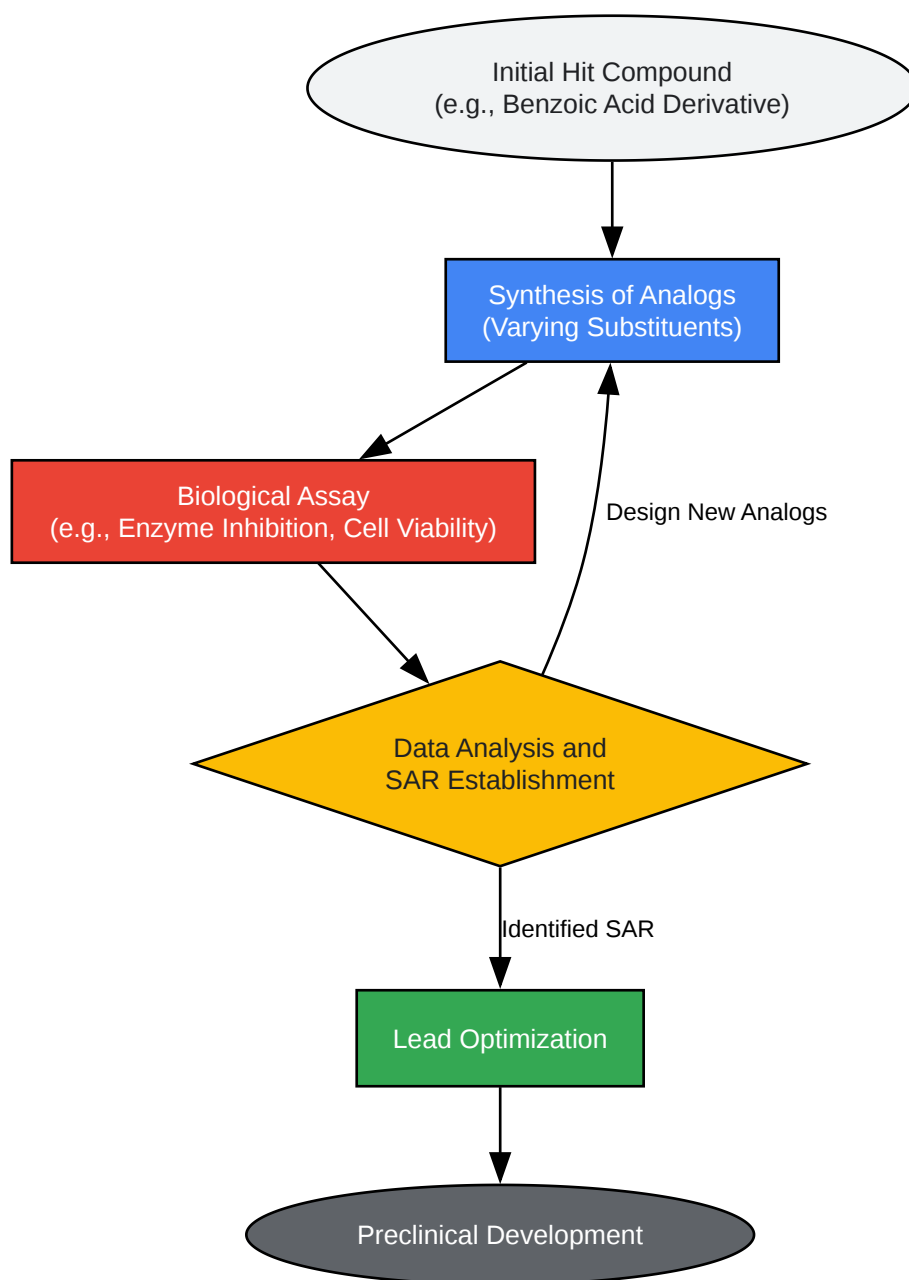 Initial Hit Compound
(e.g., Benzoic Acid Derivative)
Synthesis of Analogs
(Varying Substituents)
Biological Assay
(e.g., Enzyme Inhibition, Cell Viability)
Design New Analogs
Data Analysis and
SAR Establishment
Identified SAR
Lead Optimization
Preclinical Development